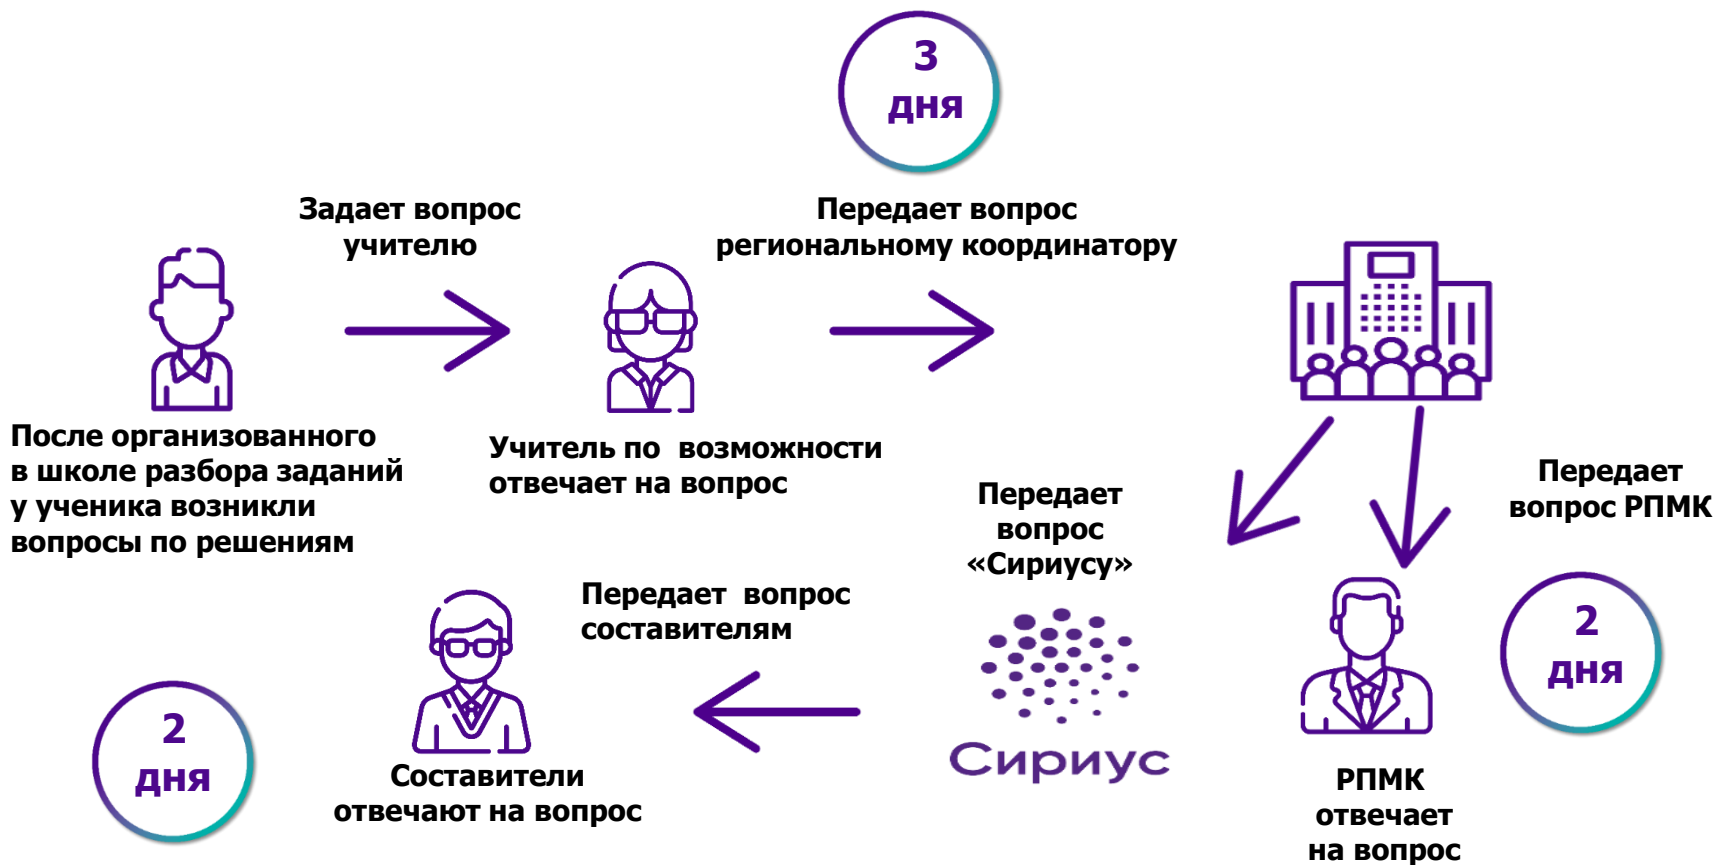 3
дня
Задает вопрос
учителю
Передает вопрос
региональному координатору
После организованного
в школе разбора заданий
у ученика возникли
вопросы по решениям
Учитель по возможности
отвечает на вопрос
Передает
вопрос
«Сириусу»
Передает
вопрос РПМК
Передает вопрос
составителям
2
дня
2
дня
Сириус
Составители
отвечают на вопрос
РПМК
отвечает
на вопрос